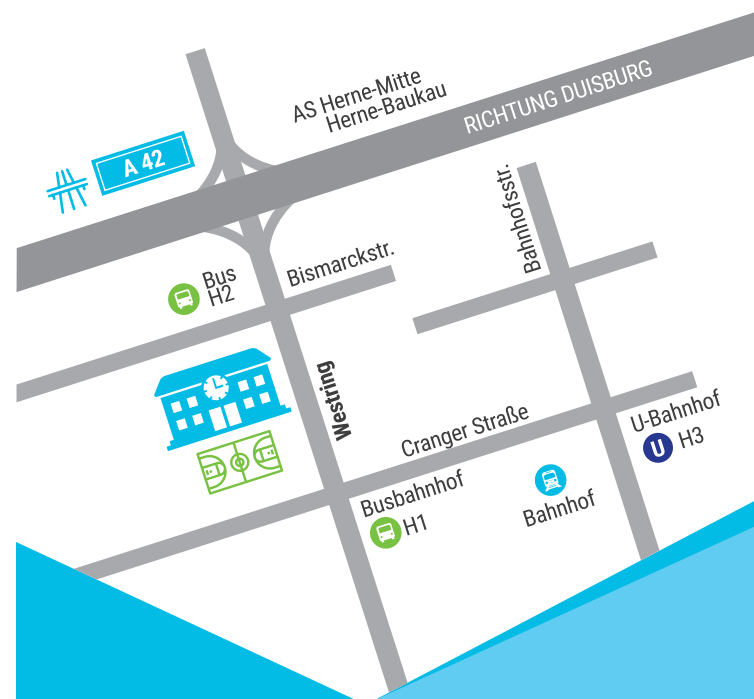 AS Herne-Mitte
Herne-Baukau
RICHTUNG DUISBURG
A 42
Bahnhofsstr.
Bus
H2
Bismarckstr.
Westring
Cranger Straße
U-Bahnhof
U H3
Busbahnhof
H1
Bahnhof